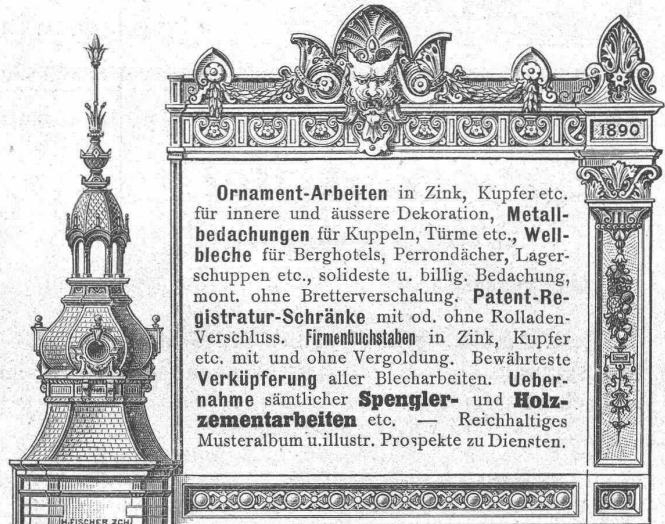 1890
Ornament-Arbeiten in Zink, Kupfer etc.
für innere und äussere Dekoration, Metall-
bedachungen für Kuppeln, Türme etc., Well-
bleche für Berghotels, Perrondächer, Lager-
schuppen etc., solideste u. billig. Bedachung,
mont. ohne Bretterverschalung. Patent-Re-
gistratur-Schränke mit od. ohne Rolladen-
Verschluss. Firmenbuchstaben in Zink, Kupfer
etc. mit und ohne Vergoldung. Bewährteste
Verküpferung aller Blecharbeiten. Ueber-
nahme sämtlicher Spengler- und Holz-
zementarbeiten etc. — Reichhaltiges
Musteralbum u. illustr. Prospekte zu Diensten.
H. FISCHER ZCH.